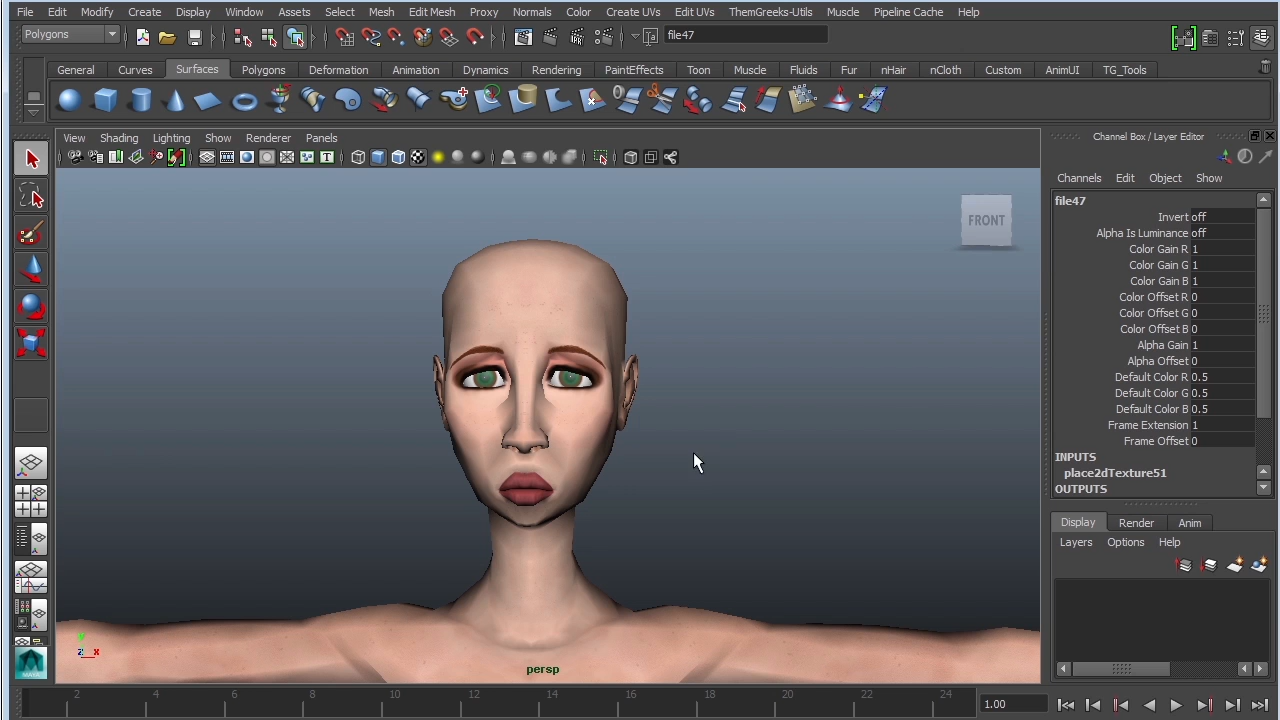 File Edit Modify Create Display Window Assets Select Mesh Edit Mesh Proxy Normals Color Create UVs Edit UVs ThemGreeks-Utils Muscle Pipeline Cache Help
Polygons file47
General Curves Surfaces Polygons Deformation Animation Dynamics Rendering PaintEffects Toon Muscle Fluids Fur nHair nCloth Custom AnimUI TG_Tools
View Shading Lighting Show Renderer Panels
Channel Box / Layer Editor
Channels Edit Object Show
file47
Invert off
Alpha Is Luminance off
Color Gain R 1
Color Gain G 1
Color Gain B 1
Color Offset R 0
Color Offset G 0
Color Offset B 0
Alpha Gain 1
Alpha Offset 0
Default Color R 0.5
Default Color G 0.5
Default Color B 0.5
Frame Extension 1
Frame Offset 0
INPUTS
place2dTexture51
OUTPUTS
Display Render Anim
Layers Options Help
FRONT
y
z x
persp
MAYA
2 4 6 8 10 12 14 16 18 20 22 24
1.00